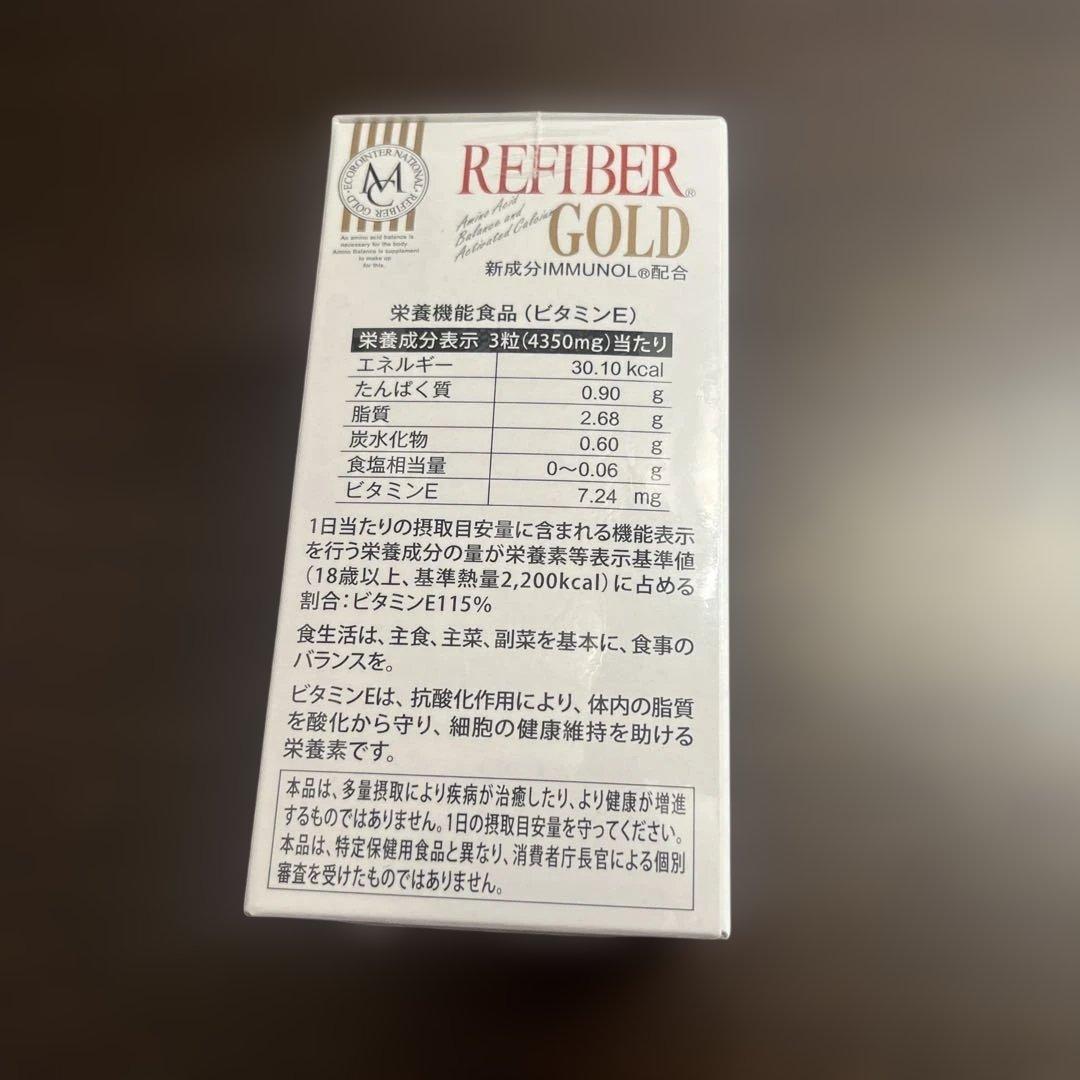 ECOROINTER NATIONAL・REFIBER GOLD・
MC
An amino acid balance is
necessary for the body.
Amino Balance is supplement
to make up
for this.
REFIBER®
Amino Acid
Balance and
Activated Calcium
GOLD
新成分IMMUNOL®配合
栄養機能食品(ビタミンE)
栄養成分表示 3粒(4350mg)当たり
エネルギー 30.10 kcal
たんぱく質 0.90 g
脂質 2.68 g
炭水化物 0.60 g
食塩相当量 0〜0.06 g
ビタミンE 7.24 mg
1日当たりの摂取目安量に含まれる機能表示
を行う栄養成分の量が栄養素等表示基準値
(18歳以上、基準熱量2,200kcal)に占める
割合:ビタミンE115%
食生活は、主食、主菜、副菜を基本に、食事の
バランスを。
ビタミンEは、抗酸化作用により、体内の脂質
を酸化から守り、細胞の健康維持を助ける
栄養素です。
本品は、多量摂取により疾病が治癒したり、より健康が増進
するものではありません。1日の摂取目安量を守ってください。
本品は、特定保健用食品と異なり、消費者庁長官による個別
審査を受けたものではありません。